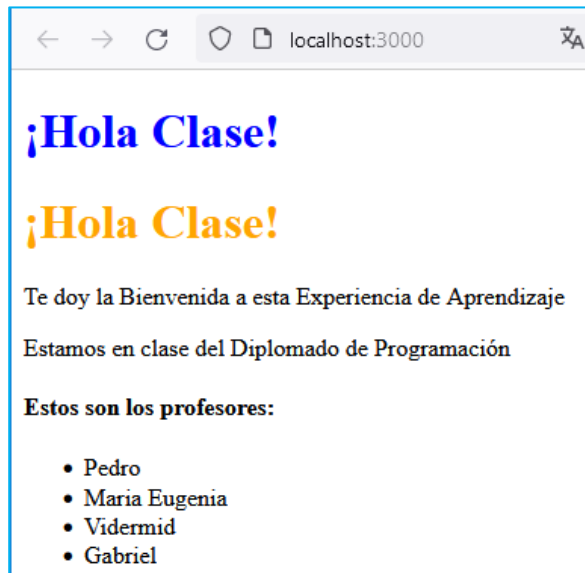 localhost:3000
¡Hola Clase!
¡Hola Clase!
Te doy la Bienvenida a esta Experiencia de Aprendizaje
Estamos en clase del Diplomado de Programación
Estos son los profesores:
• Pedro
• Maria Eugenia
• Vidermid
• Gabriel